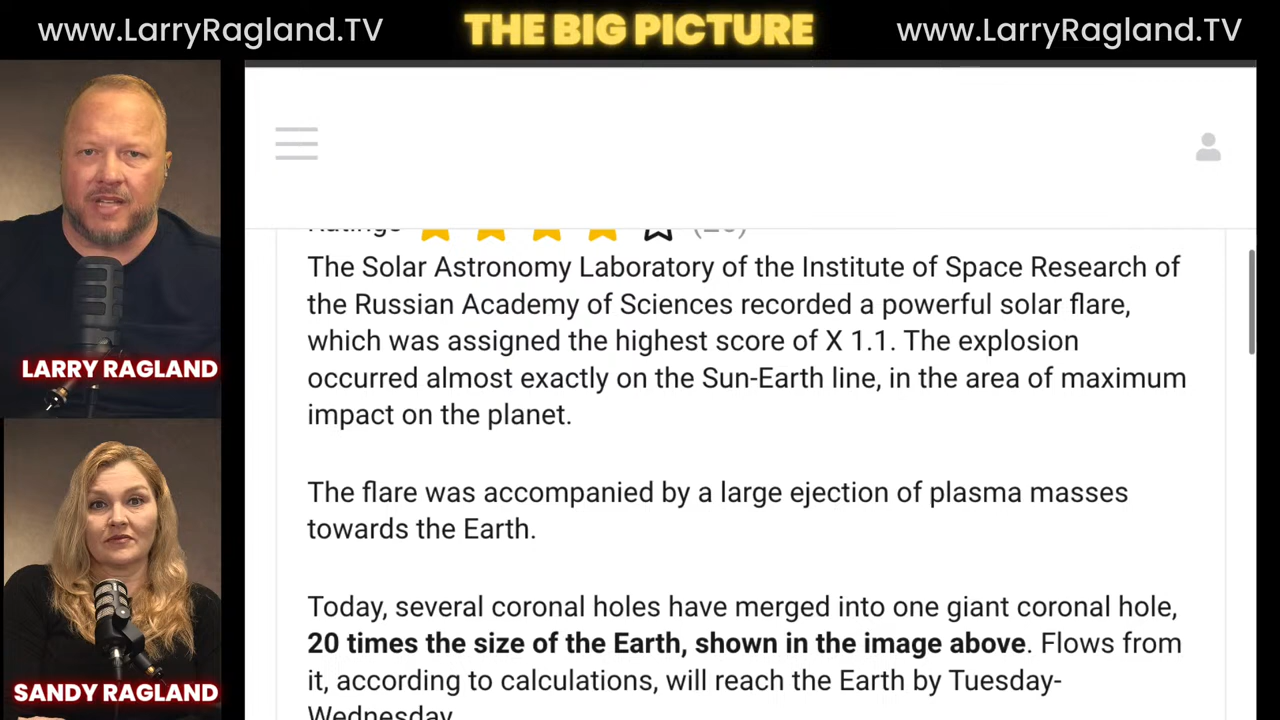 www.LarryRagland.TV
THE BIG PICTURE
www.LarryRagland.TV
LARRY RAGLAND
SANDY RAGLAND
Ratings
The Solar Astronomy Laboratory of the Institute of Space Research of
the Russian Academy of Sciences recorded a powerful solar flare,
which was assigned the highest score of X 1.1. The explosion
occurred almost exactly on the Sun-Earth line, in the area of maximum
impact on the planet.
The flare was accompanied by a large ejection of plasma masses
towards the Earth.
Today, several coronal holes have merged into one giant coronal hole,
20 times the size of the Earth, shown in the image above. Flows from
it, according to calculations, will reach the Earth by Tuesday-
Wednesday.